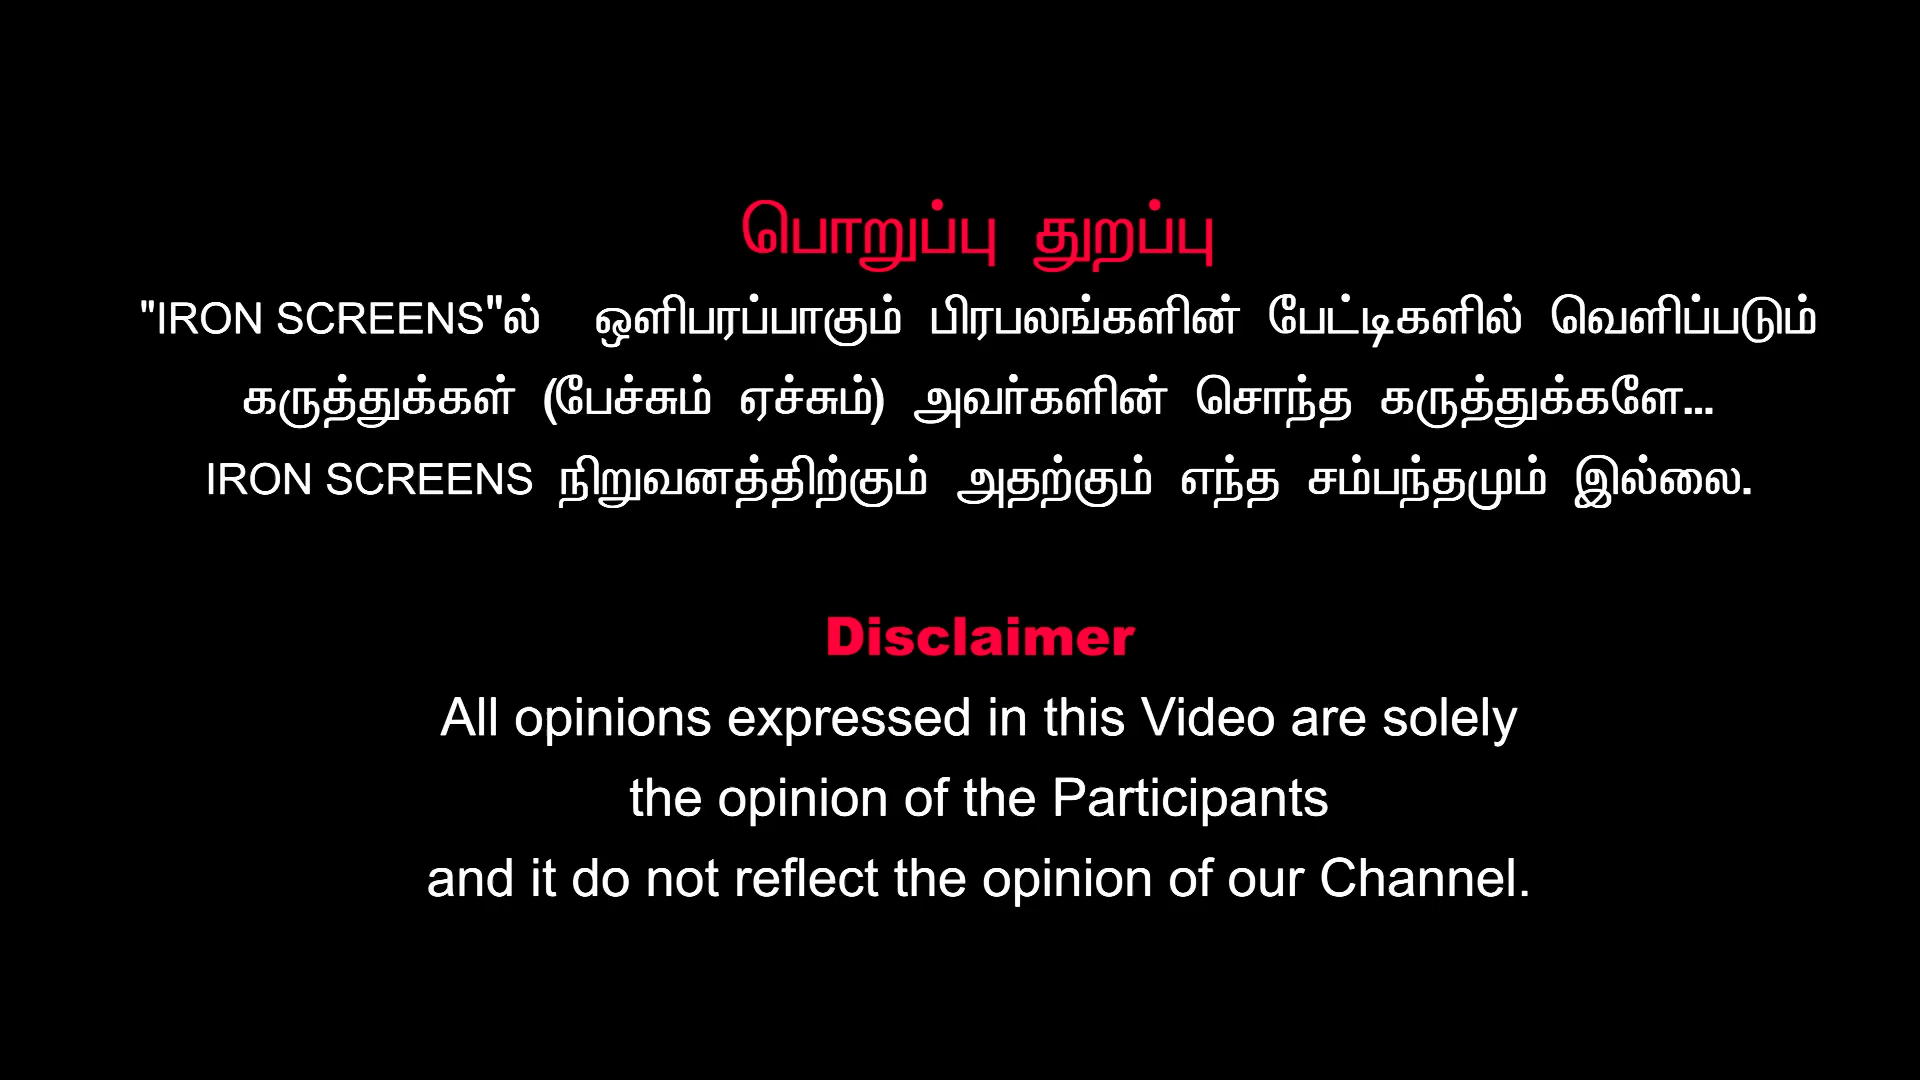 பொறுப்பு துறப்பு
"IRON SCREENS"ல் ஒளிபரப்பாகும் பிரபலங்களின் பேட்டிகளில் வெளிப்படும்
கருத்துக்கள் (பேச்சும் ஏச்சும்) அவர்களின் சொந்த கருத்துக்களே...
IRON SCREENS நிறுவனத்திற்கும் அதற்கும் எந்த சம்பந்தமும் இல்லை.
Disclaimer
All opinions expressed in this Video are solely
the opinion of the Participants
and it do not reflect the opinion of our Channel.